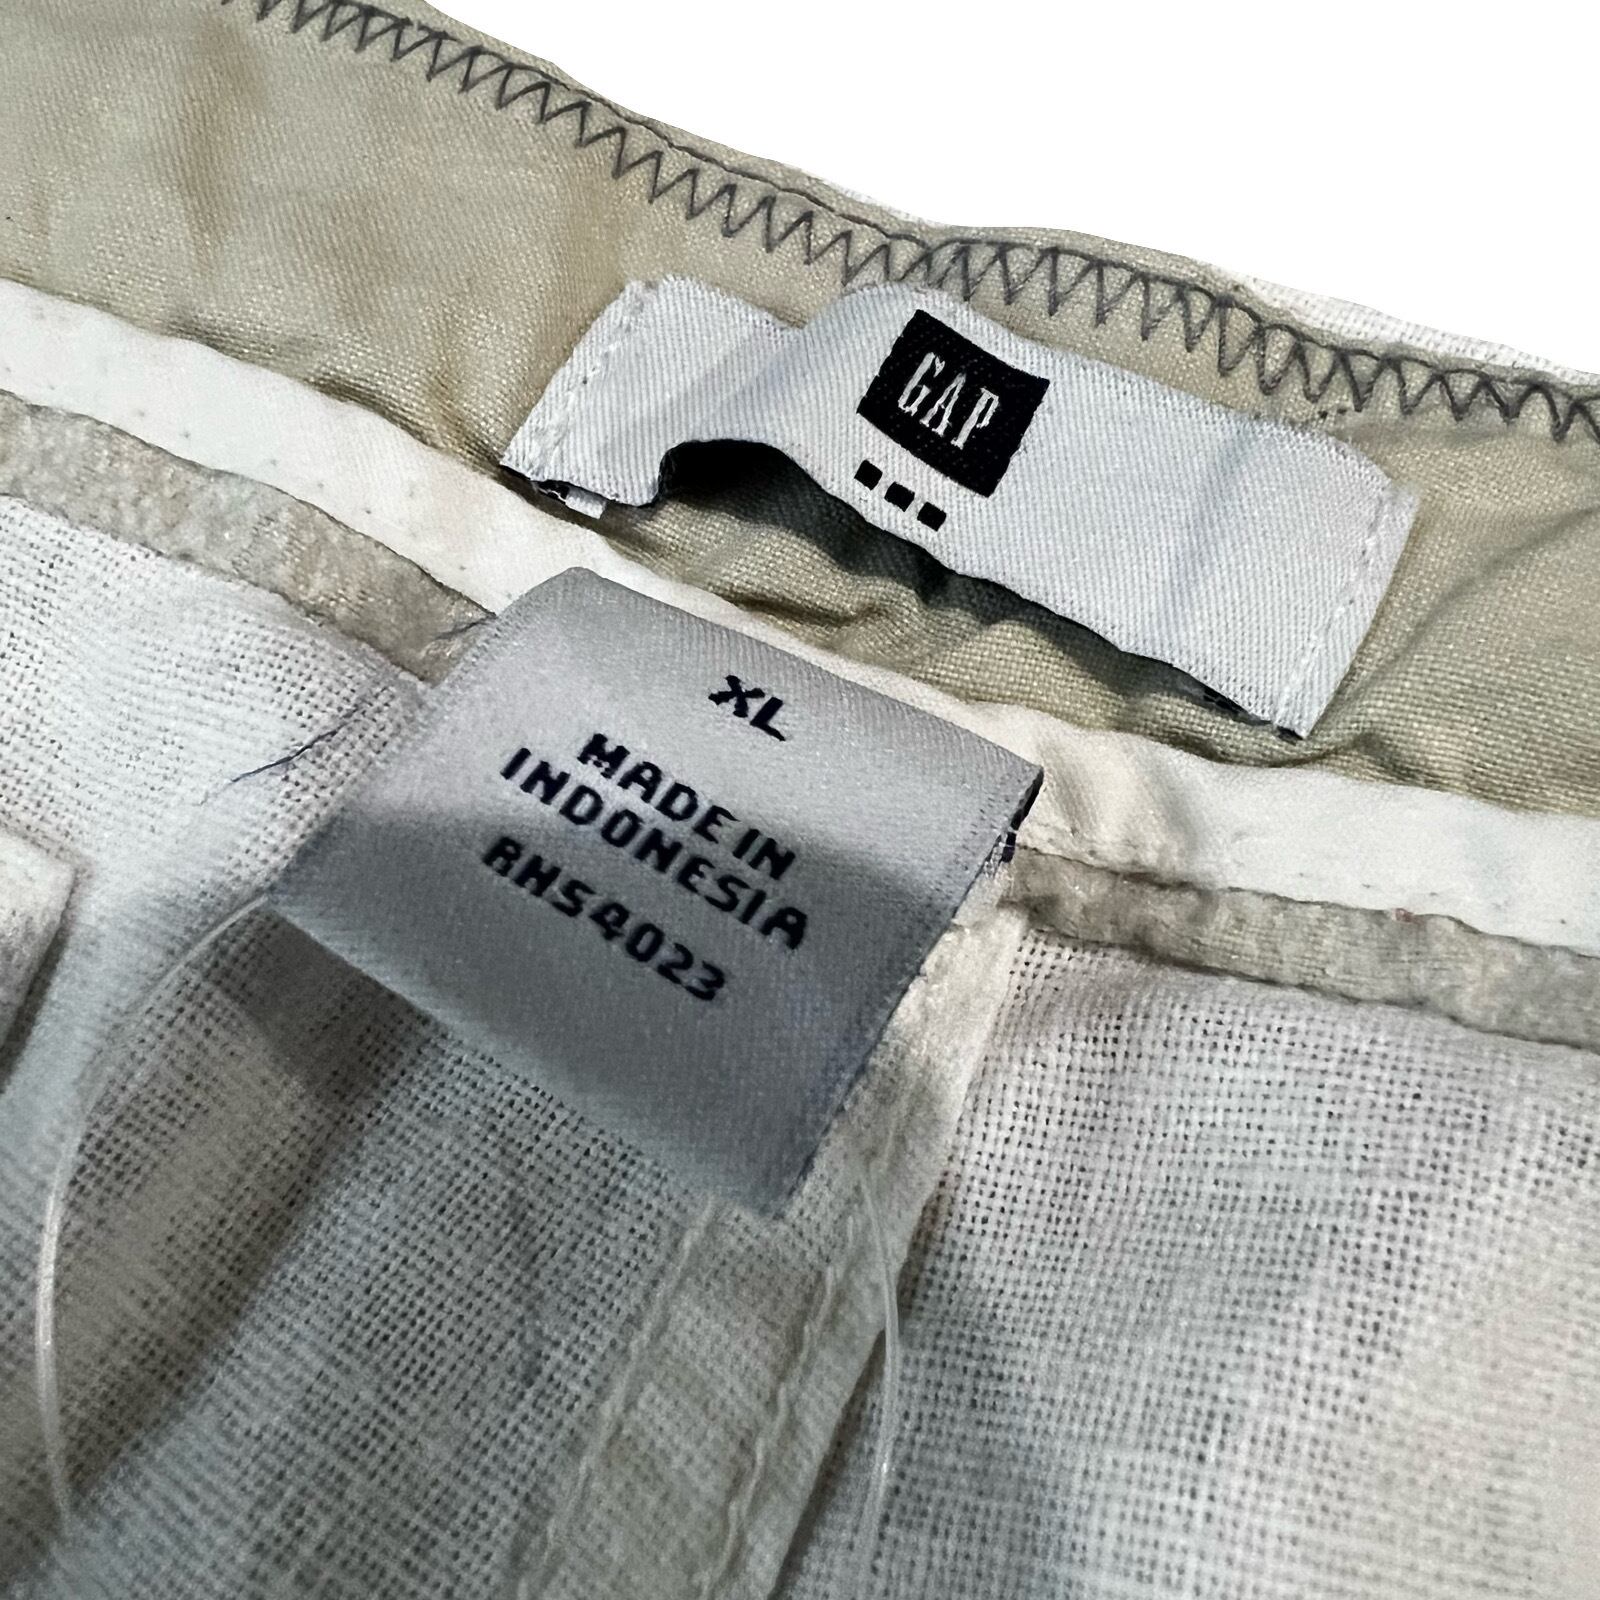 GAP
XL
MADE IN
INDONESIA
RN54023